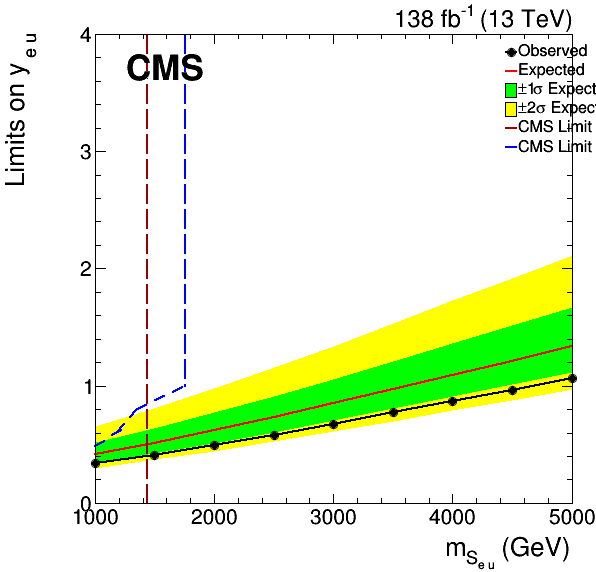 138 fb-1 (13 TeV)
Limits on y e u
CMS
Observed
Expected
±1σ Expect
±2σ Expect
CMS Limit
CMS Limit
4
3
2
1
0
1000 2000 3000 4000 5000
mS e u (GeV)